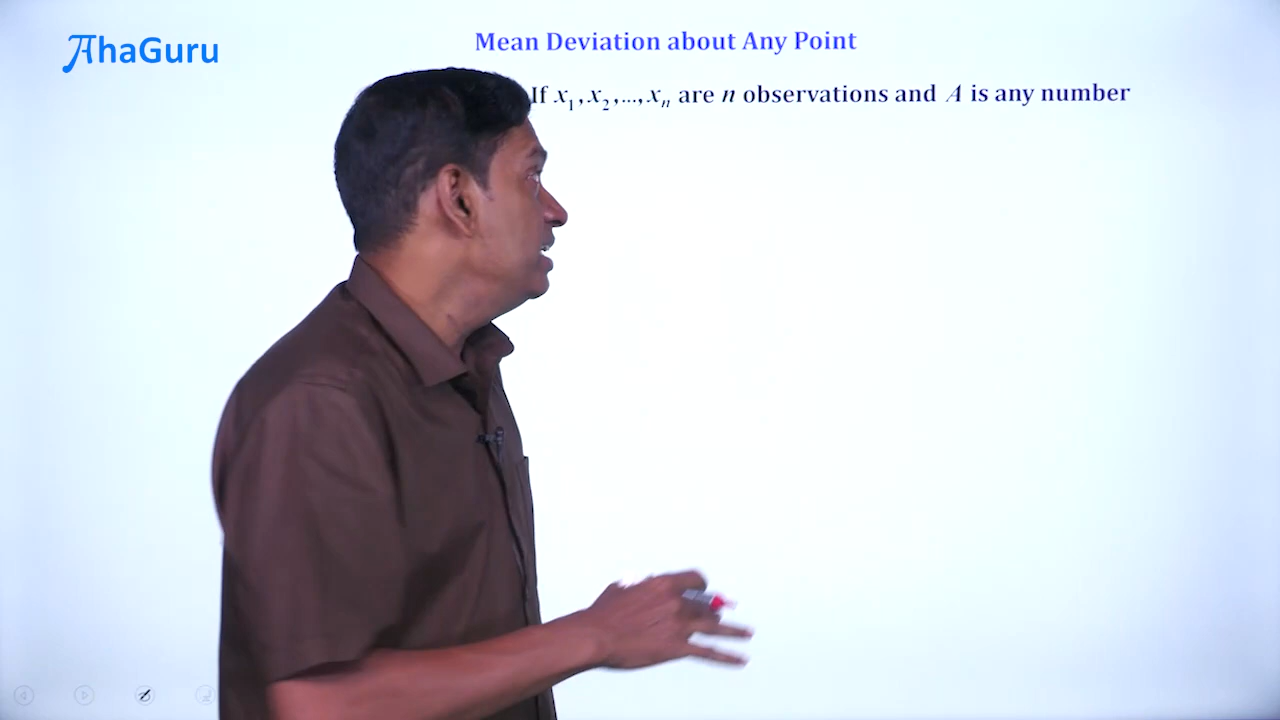 AhaGuru
Mean Deviation about Any Point
If x₁, x₂, ..., xₙ are n observations and A is any number